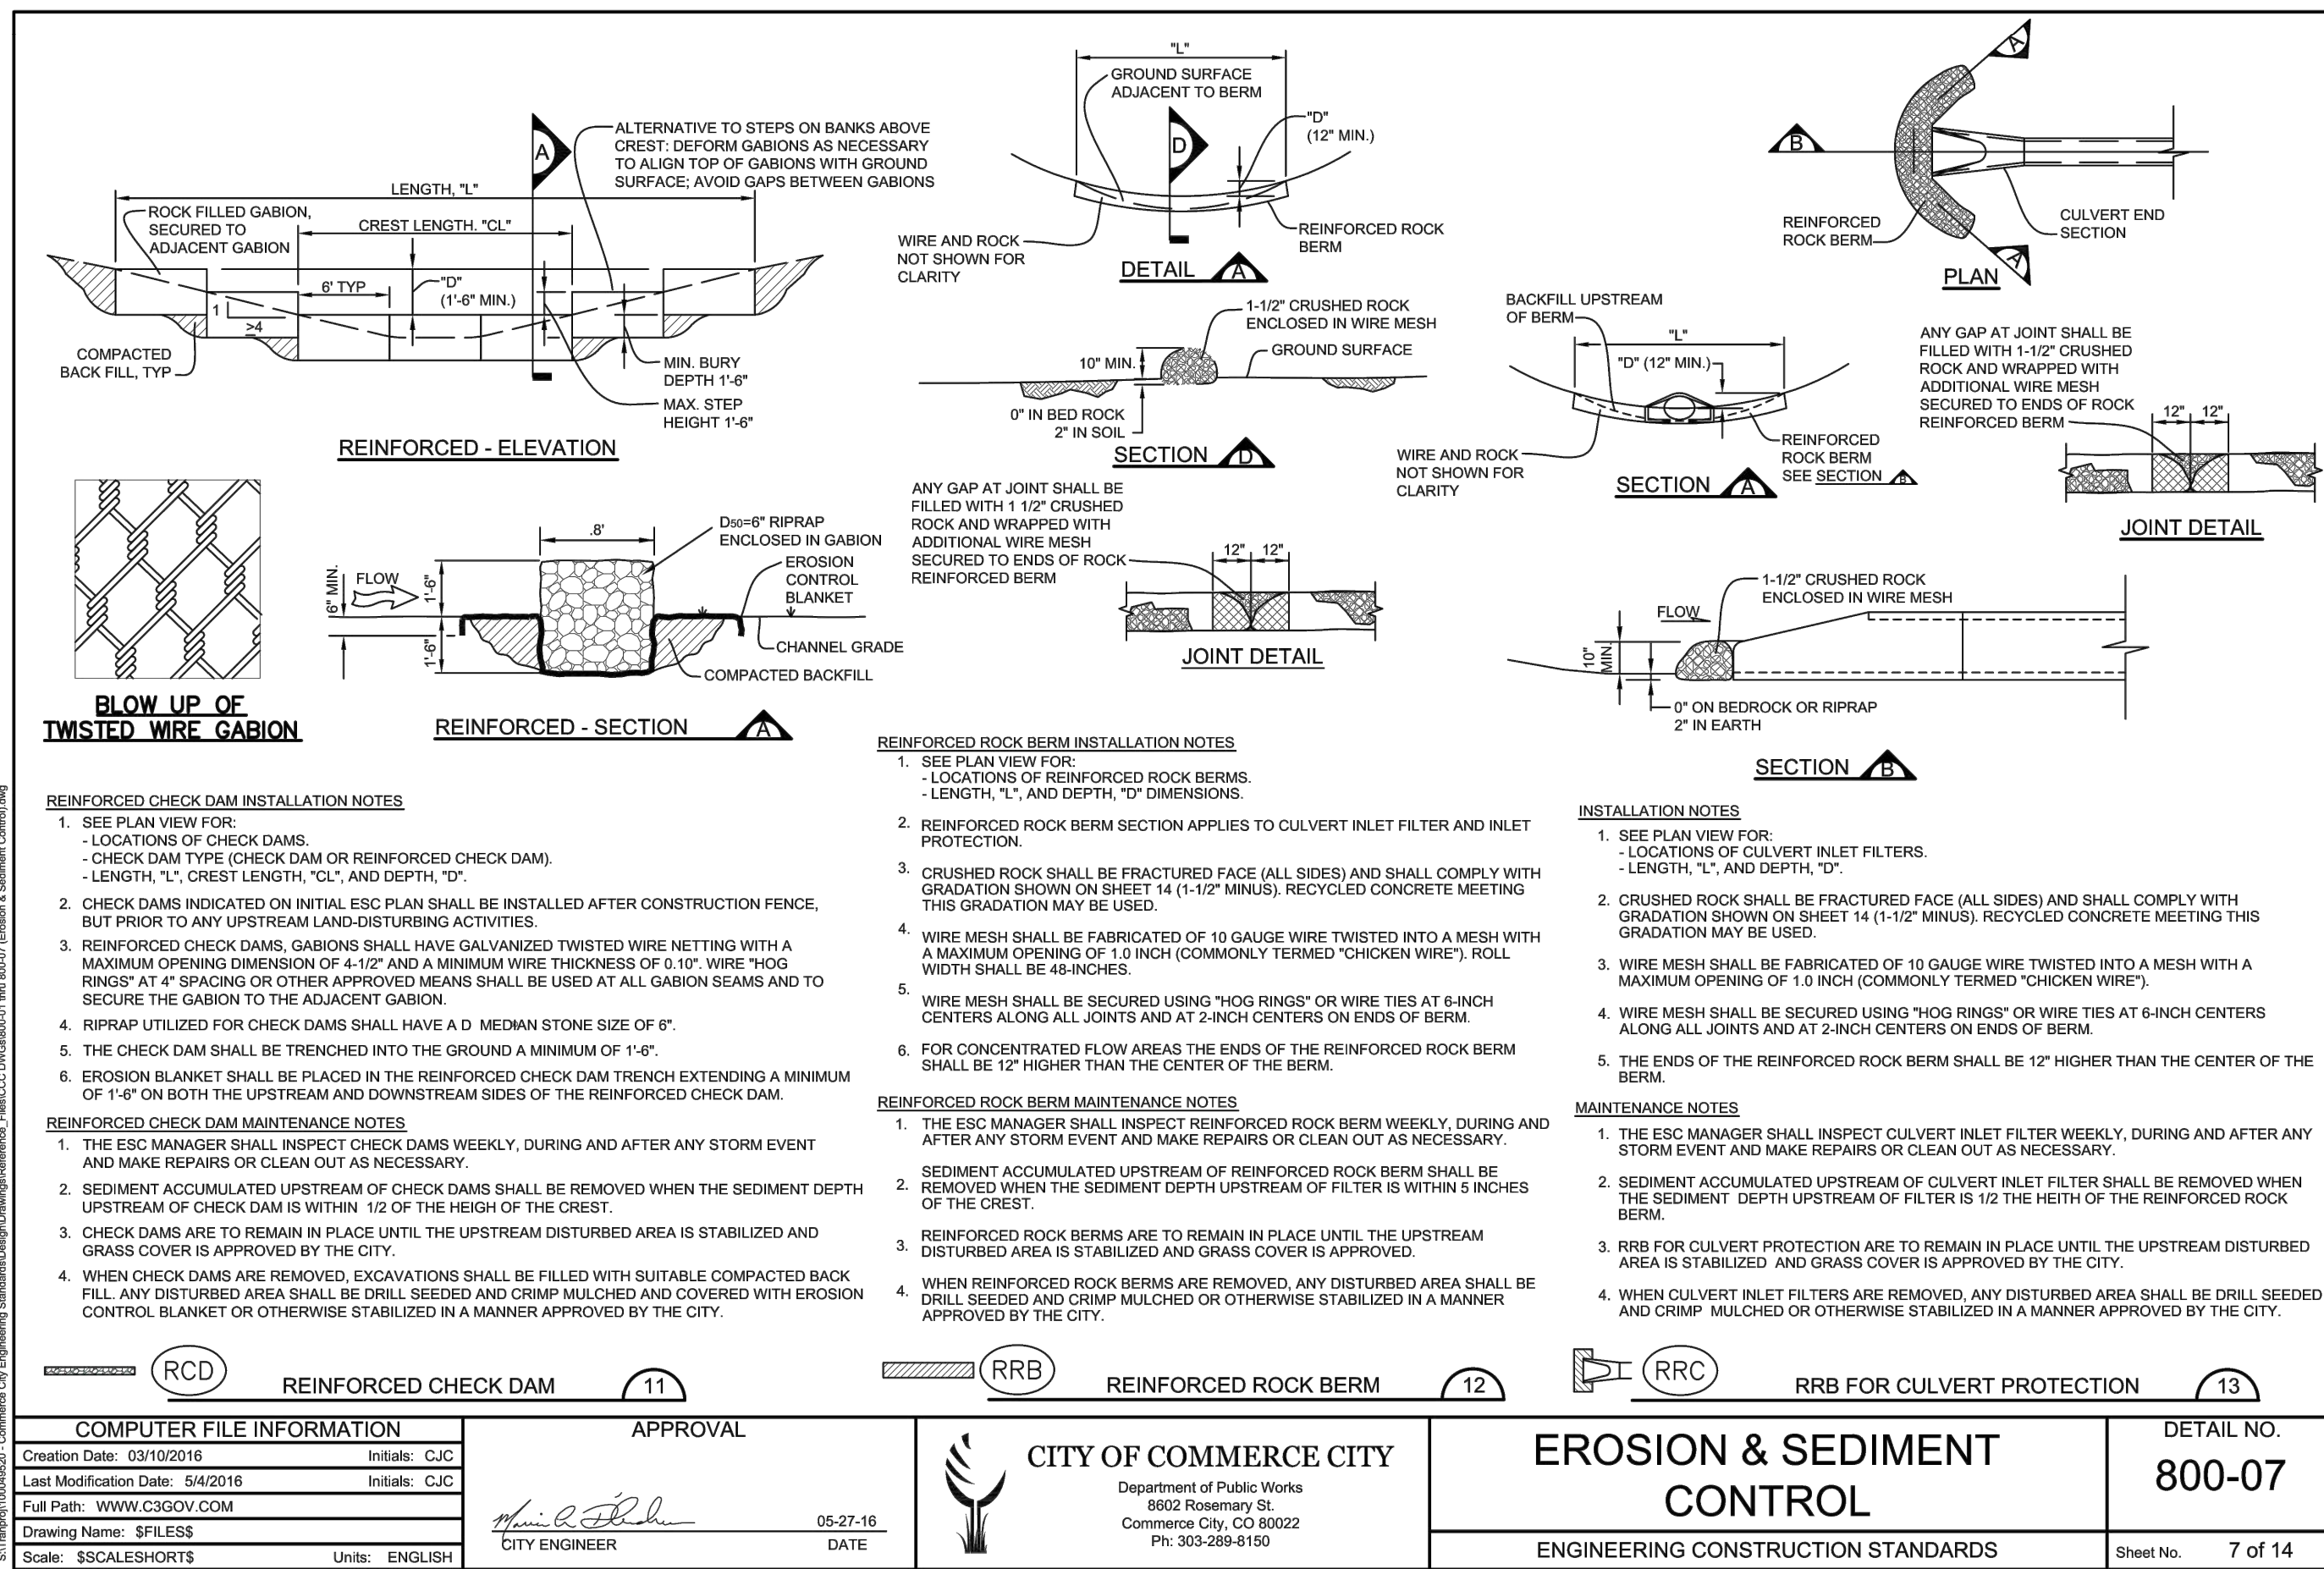 LENGTH, "L"
ROCK FILLED GABION,
SECURED TO
ADJACENT GABION
CREST LENGTH. "CL"
A
ALTERNATIVE TO STEPS ON BANKS ABOVE
CREST: DEFORM GABIONS AS NECESSARY
TO ALIGN TOP OF GABIONS WITH GROUND
SURFACE; AVOID GAPS BETWEEN GABIONS
6' TYP
"D"
(1'-6" MIN.)
1
>4
COMPACTED
BACK FILL, TYP
MIN. BURY
DEPTH 1'-6"
MAX. STEP
HEIGHT 1'-6"
REINFORCED - ELEVATION
BLOW UP OF
TWISTED WIRE GABION
.8'
D50=6" RIPRAP
ENCLOSED IN GABION
EROSION
CONTROL
BLANKET
6" MIN.
FLOW
1'-6"
1'-6"
CHANNEL GRADE
COMPACTED BACKFILL
REINFORCED - SECTION A
"L"
GROUND SURFACE
ADJACENT TO BERM
D
"D"
(12" MIN.)
WIRE AND ROCK
NOT SHOWN FOR
CLARITY
REINFORCED ROCK
BERM
DETAIL A
1-1/2" CRUSHED ROCK
ENCLOSED IN WIRE MESH
GROUND SURFACE
10" MIN.
0" IN BED ROCK
2" IN SOIL
SECTION D
ANY GAP AT JOINT SHALL BE
FILLED WITH 1 1/2" CRUSHED
ROCK AND WRAPPED WITH
ADDITIONAL WIRE MESH
SECURED TO ENDS OF ROCK
REINFORCED BERM
12" 12"
JOINT DETAIL
A
B
REINFORCED
ROCK BERM
CULVERT END
SECTION
A
PLAN
BACKFILL UPSTREAM
OF BERM
"L"
"D" (12" MIN.)
WIRE AND ROCK
NOT SHOWN FOR
CLARITY
REINFORCED
ROCK BERM
SEE SECTION B
SECTION A
ANY GAP AT JOINT SHALL BE
FILLED WITH 1-1/2" CRUSHED
ROCK AND WRAPPED WITH
ADDITIONAL WIRE MESH
SECURED TO ENDS OF ROCK
REINFORCED BERM
12" 12"
JOINT DETAIL
1-1/2" CRUSHED ROCK
ENCLOSED IN WIRE MESH
FLOW
10"
MIN.
0" ON BEDROCK OR RIPRAP
2" IN EARTH
SECTION B
REINFORCED CHECK DAM INSTALLATION NOTES
1. SEE PLAN VIEW FOR:
- LOCATIONS OF CHECK DAMS.
- CHECK DAM TYPE (CHECK DAM OR REINFORCED CHECK DAM).
- LENGTH, "L", CREST LENGTH, "CL", AND DEPTH, "D".
2. CHECK DAMS INDICATED ON INITIAL ESC PLAN SHALL BE INSTALLED AFTER CONSTRUCTION FENCE,
BUT PRIOR TO ANY UPSTREAM LAND-DISTURBING ACTIVITIES.
3. REINFORCED CHECK DAMS, GABIONS SHALL HAVE GALVANIZED TWISTED WIRE NETTING WITH A
MAXIMUM OPENING DIMENSION OF 4-1/2" AND A MINIMUM WIRE THICKNESS OF 0.10". WIRE "HOG
RINGS" AT 4" SPACING OR OTHER APPROVED MEANS SHALL BE USED AT ALL GABION SEAMS AND TO
SECURE THE GABION TO THE ADJACENT GABION.
4. RIPRAP UTILIZED FOR CHECK DAMS SHALL HAVE A D MEDIAN STONE SIZE OF 6".
5. THE CHECK DAM SHALL BE TRENCHED INTO THE GROUND A MINIMUM OF 1'-6".
6. EROSION BLANKET SHALL BE PLACED IN THE REINFORCED CHECK DAM TRENCH EXTENDING A MINIMUM
OF 1'-6" ON BOTH THE UPSTREAM AND DOWNSTREAM SIDES OF THE REINFORCED CHECK DAM.
REINFORCED CHECK DAM MAINTENANCE NOTES
1. THE ESC MANAGER SHALL INSPECT CHECK DAMS WEEKLY, DURING AND AFTER ANY STORM EVENT
AND MAKE REPAIRS OR CLEAN OUT AS NECESSARY.
2. SEDIMENT ACCUMULATED UPSTREAM OF CHECK DAMS SHALL BE REMOVED WHEN THE SEDIMENT DEPTH
UPSTREAM OF CHECK DAM IS WITHIN 1/2 OF THE HEIGH OF THE CREST.
3. CHECK DAMS ARE TO REMAIN IN PLACE UNTIL THE UPSTREAM DISTURBED AREA IS STABILIZED AND
GRASS COVER IS APPROVED BY THE CITY.
4. WHEN CHECK DAMS ARE REMOVED, EXCAVATIONS SHALL BE FILLED WITH SUITABLE COMPACTED BACK
FILL. ANY DISTURBED AREA SHALL BE DRILL SEEDED AND CRIMP MULCHED AND COVERED WITH EROSION
CONTROL BLANKET OR OTHERWISE STABILIZED IN A MANNER APPROVED BY THE CITY.
RCD
REINFORCED CHECK DAM 11
REINFORCED ROCK BERM INSTALLATION NOTES
1. SEE PLAN VIEW FOR:
- LOCATIONS OF REINFORCED ROCK BERMS.
- LENGTH, "L", AND DEPTH, "D" DIMENSIONS.
2. REINFORCED ROCK BERM SECTION APPLIES TO CULVERT INLET FILTER AND INLET
PROTECTION.
3. CRUSHED ROCK SHALL BE FRACTURED FACE (ALL SIDES) AND SHALL COMPLY WITH
GRADATION SHOWN ON SHEET 14 (1-1/2" MINUS). RECYCLED CONCRETE MEETING
THIS GRADATION MAY BE USED.
4. WIRE MESH SHALL BE FABRICATED OF 10 GAUGE WIRE TWISTED INTO A MESH WITH
A MAXIMUM OPENING OF 1.0 INCH (COMMONLY TERMED "CHICKEN WIRE"). ROLL
WIDTH SHALL BE 48-INCHES.
5. WIRE MESH SHALL BE SECURED USING "HOG RINGS" OR WIRE TIES AT 6-INCH
CENTERS ALONG ALL JOINTS AND AT 2-INCH CENTERS ON ENDS OF BERM.
6. FOR CONCENTRATED FLOW AREAS THE ENDS OF THE REINFORCED ROCK BERM
SHALL BE 12" HIGHER THAN THE CENTER OF THE BERM.
REINFORCED ROCK BERM MAINTENANCE NOTES
1. THE ESC MANAGER SHALL INSPECT REINFORCED ROCK BERM WEEKLY, DURING AND
AFTER ANY STORM EVENT AND MAKE REPAIRS OR CLEAN OUT AS NECESSARY.
2. SEDIMENT ACCUMULATED UPSTREAM OF REINFORCED ROCK BERM SHALL BE
REMOVED WHEN THE SEDIMENT DEPTH UPSTREAM OF FILTER IS WITHIN 5 INCHES
OF THE CREST.
3. REINFORCED ROCK BERMS ARE TO REMAIN IN PLACE UNTIL THE UPSTREAM
DISTURBED AREA IS STABILIZED AND GRASS COVER IS APPROVED.
4. WHEN REINFORCED ROCK BERMS ARE REMOVED, ANY DISTURBED AREA SHALL BE
DRILL SEEDED AND CRIMP MULCHED OR OTHERWISE STABILIZED IN A MANNER
APPROVED BY THE CITY.
RRB
REINFORCED ROCK BERM 12
INSTALLATION NOTES
1. SEE PLAN VIEW FOR:
- LOCATIONS OF CULVERT INLET FILTERS.
- LENGTH, "L", AND DEPTH, "D".
2. CRUSHED ROCK SHALL BE FRACTURED FACE (ALL SIDES) AND SHALL COMPLY WITH
GRADATION SHOWN ON SHEET 14 (1-1/2" MINUS). RECYCLED CONCRETE MEETING THIS
GRADATION MAY BE USED.
3. WIRE MESH SHALL BE FABRICATED OF 10 GAUGE WIRE TWISTED INTO A MESH WITH A
MAXIMUM OPENING OF 1.0 INCH (COMMONLY TERMED "CHICKEN WIRE").
4. WIRE MESH SHALL BE SECURED USING "HOG RINGS" OR WIRE TIES AT 6-INCH CENTERS
ALONG ALL JOINTS AND AT 2-INCH CENTERS ON ENDS OF BERM.
5. THE ENDS OF THE REINFORCED ROCK BERM SHALL BE 12" HIGHER THAN THE CENTER OF THE
BERM.
MAINTENANCE NOTES
1. THE ESC MANAGER SHALL INSPECT CULVERT INLET FILTER WEEKLY, DURING AND AFTER ANY
STORM EVENT AND MAKE REPAIRS OR CLEAN OUT AS NECESSARY.
2. SEDIMENT ACCUMULATED UPSTREAM OF CULVERT INLET FILTER SHALL BE REMOVED WHEN
THE SEDIMENT DEPTH UPSTREAM OF FILTER IS 1/2 THE HEITH OF THE REINFORCED ROCK
BERM.
3. RRB FOR CULVERT PROTECTION ARE TO REMAIN IN PLACE UNTIL THE UPSTREAM DISTURBED
AREA IS STABILIZED AND GRASS COVER IS APPROVED BY THE CITY.
4. WHEN CULVERT INLET FILTERS ARE REMOVED, ANY DISTURBED AREA SHALL BE DRILL SEEDED
AND CRIMP MULCHED OR OTHERWISE STABILIZED IN A MANNER APPROVED BY THE CITY.
RRC
RRB FOR CULVERT PROTECTION 13
COMPUTER FILE INFORMATION
Creation Date: 03/10/2016 Initials: CJC
Last Modification Date: 5/4/2016 Initials: CJC
Full Path: WWW.C3GOV.COM
Drawing Name: $FILES$
Scale: $SCALESHORT$ Units: ENGLISH
APPROVAL
05-27-16
CITY ENGINEER DATE
CITY OF COMMERCE CITY
Department of Public Works
8602 Rosemary St.
Commerce City, CO 80022
Ph: 303-289-8150
EROSION & SEDIMENT
CONTROL
ENGINEERING CONSTRUCTION STANDARDS
DETAIL NO.
800-07
Sheet No. 7 of 14